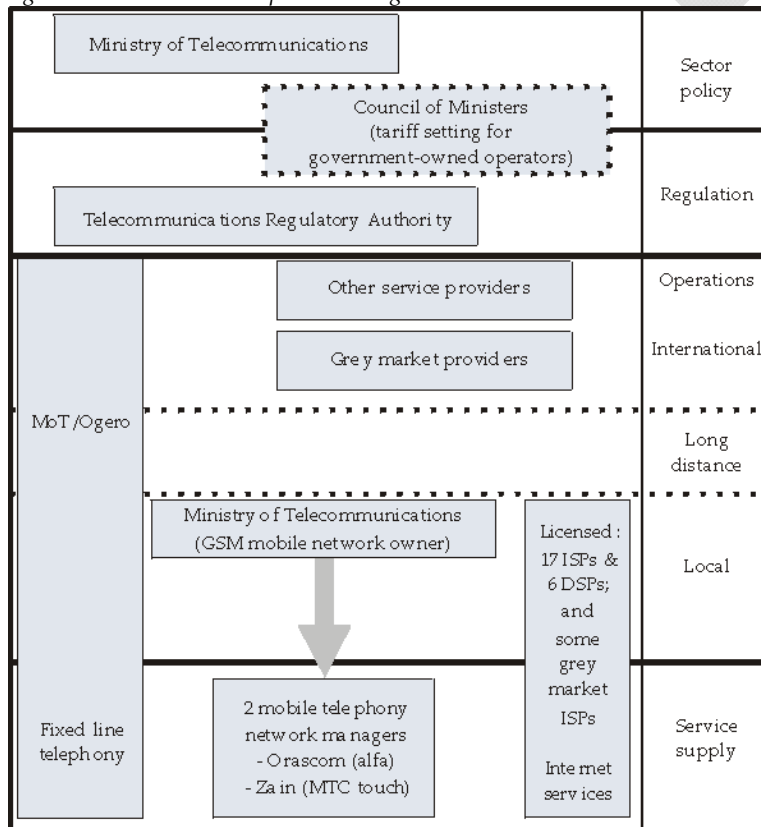 Ministry of Telecommunications
Sector
policy
Council of Ministers
(tariff setting for
government-owned operators)
Regulation
Telecommunications Regulatory Authority
Other service providers
Operations
Grey market providers
International
MoT/Ogero
Long
distance
Ministry of Telecommunications
(GSM mobile network owner)
Licensed:
17 ISPs &
6 DSPs;
and
some
grey
market
ISPs
Internet
services
Local
2 mobile telephony
network managers
- Orascom (alfa)
- Zain (MTC touch)
Fixed line
telephony
Service
supply